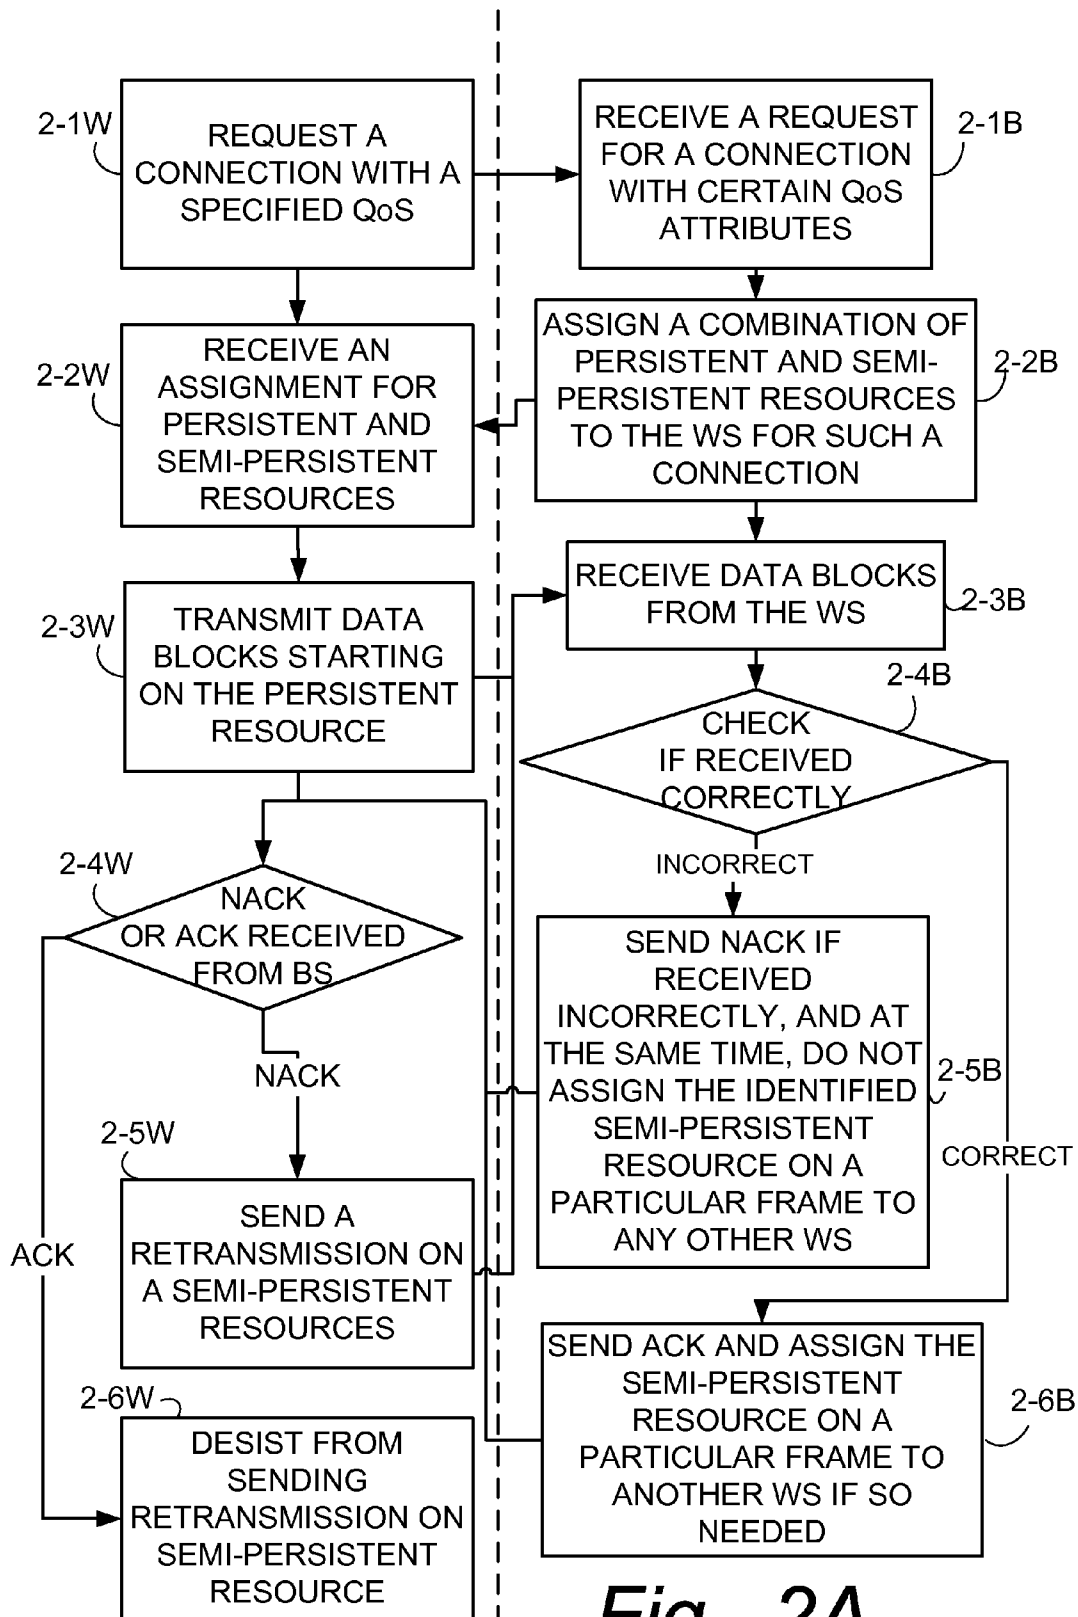 2-1W
REQUEST A
CONNECTION WITH A
SPECIFIED QoS
RECEIVE A REQUEST
FOR A CONNECTION
WITH CERTAIN QoS
ATTRIBUTES
2-1B
2-2W
RECEIVE AN
ASSIGNMENT FOR
PERSISTENT AND
SEMI-PERSISTENT
RESOURCES
ASSIGN A COMBINATION OF
PERSISTENT AND SEMI-
PERSISTENT RESOURCES
TO THE WS FOR SUCH A
CONNECTION
2-2B
2-3W
TRANSMIT DATA
BLOCKS STARTING
ON THE PERSISTENT
RESOURCE
RECEIVE DATA BLOCKS
FROM THE WS
2-3B
2-4B
CHECK
IF RECEIVED
CORRECTLY
INCORRECT
2-4W
NACK
OR ACK RECEIVED
FROM BS
NACK
SEND NACK IF
RECEIVED
INCORRECTLY, AND AT
THE SAME TIME, DO NOT
ASSIGN THE IDENTIFIED
SEMI-PERSISTENT
RESOURCE ON A
PARTICULAR FRAME TO
ANY OTHER WS
2-5B
CORRECT
2-5W
SEND A
RETRANSMISSION ON
A SEMI-PERSISTENT
RESOURCES
ACK
SEND ACK AND ASSIGN THE
SEMI-PERSISTENT
RESOURCE ON A
PARTICULAR FRAME TO
ANOTHER WS IF SO
NEEDED
2-6B
2-6W
DESIST FROM
SENDING
RETRANSMISSION ON
SEMI-PERSISTENT
RESOURCE
Fig. 2A